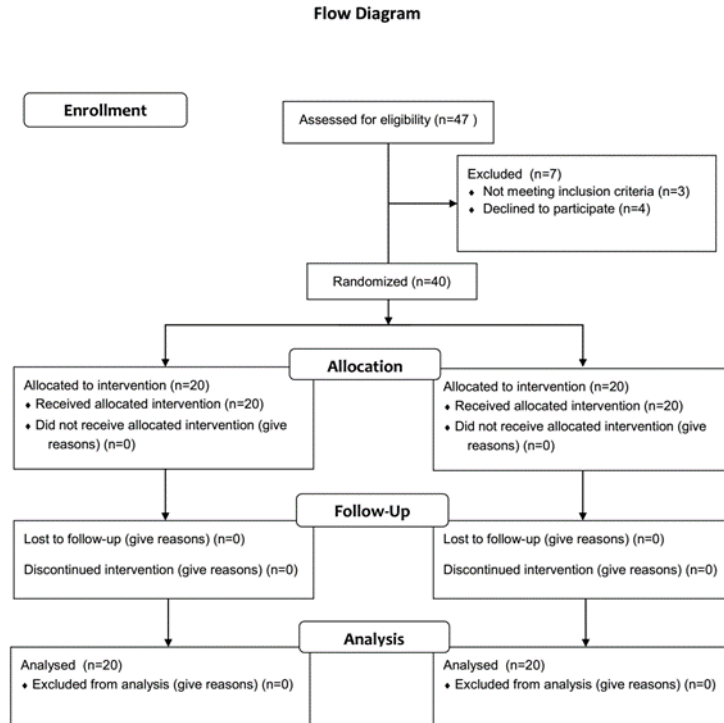 Flow Diagram
Enrollment
Assessed for eligibility (n=47 )
Excluded (n=7)
♦ Not meeting inclusion criteria (n=3)
♦ Declined to participate (n=4)
Randomized (n=40)
Allocation
Allocated to intervention (n=20)
♦ Received allocated intervention (n=20)
♦ Did not receive allocated intervention (give
reasons) (n=0)
Allocated to intervention (n=20)
♦ Received allocated intervention (n=20)
♦ Did not receive allocated intervention (give
reasons) (n=0)
Follow-Up
Lost to follow-up (give reasons) (n=0)
Discontinued intervention (give reasons) (n=0)
Lost to follow-up (give reasons) (n=0)
Discontinued intervention (give reasons) (n=0)
Analysis
Analysed (n=20)
♦ Excluded from analysis (give reasons) (n=0)
Analysed (n=20)
♦ Excluded from analysis (give reasons) (n=0)